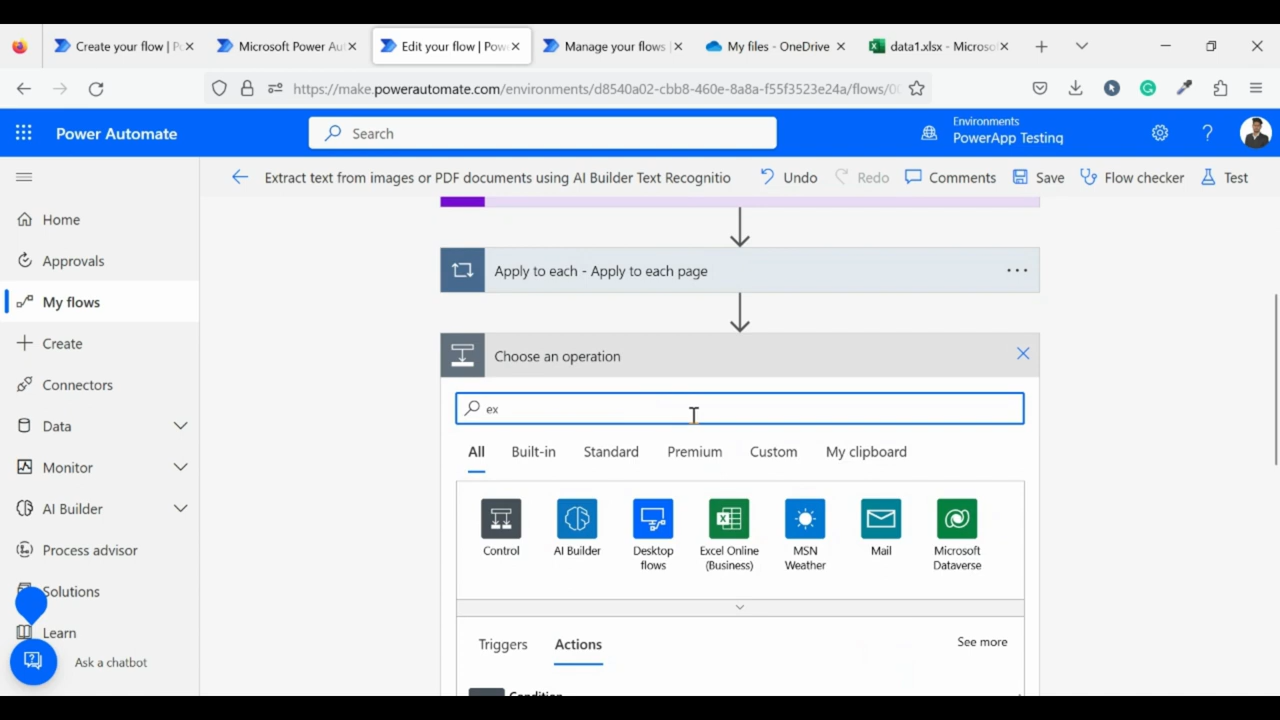 Create your flow | P
Microsoft Power Au
Edit your flow | Pow
Manage your flows |
My files - OneDrive
data1.xlsx - Microso
https://make.powerautomate.com/environments/d8540a02-cbb8-460e-8a8a-f55f3523e24a/flows/0
Power Automate
Search
Environments
PowerApp Testing
Extract text from images or PDF documents using AI Builder Text Recognitio
Undo
Redo
Comments
Save
Flow checker
Test
Home
Approvals
My flows
Create
Connectors
Data
Monitor
AI Builder
Process advisor
Solutions
Learn
Ask a chatbot
Apply to each - Apply to each page
Choose an operation
ex
All
Built-in
Standard
Premium
Custom
My clipboard
Control
AI Builder
Desktop
flows
Excel Online
(Business)
MSN
Weather
Mail
Microsoft
Dataverse
Triggers
Actions
See more
Condition